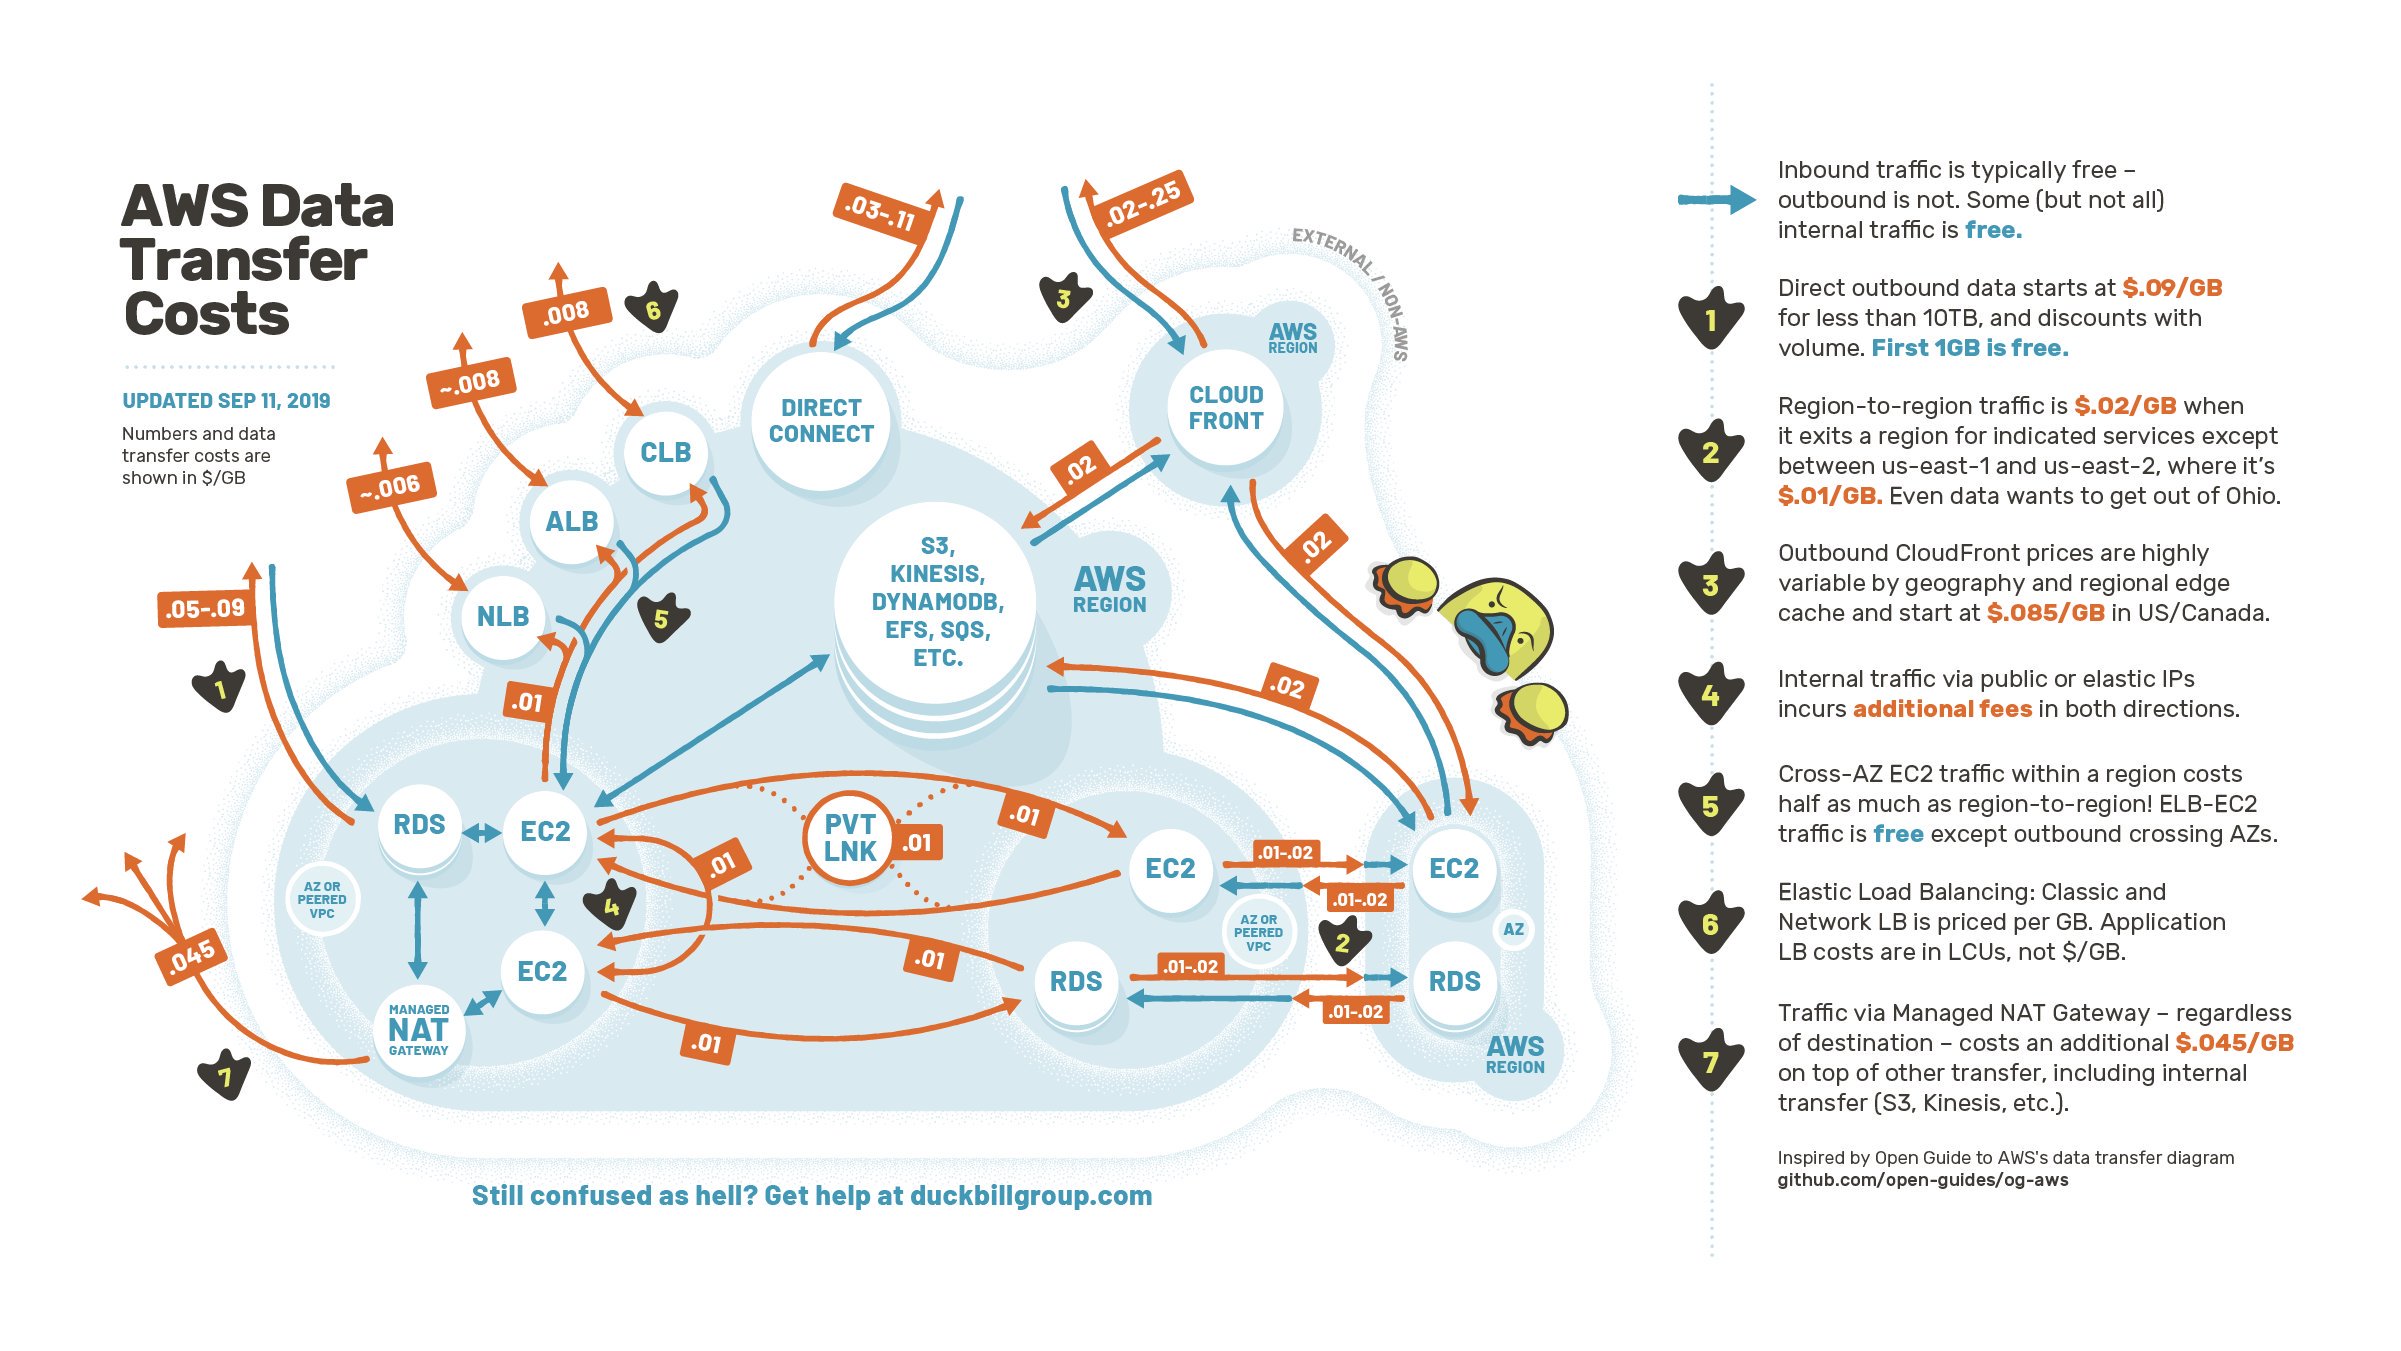 AWS Data
Transfer
Costs
UPDATED SEP 11, 2019
Numbers and data
transfer costs are
shown in $/GB
.03-.11
.02-.25
EXTERNAL / NON-AWS
.008
6
3
~.008
~.006
.05-.09
1
AWS
REGION
CLOUD
FRONT
DIRECT
CONNECT
CLB
ALB
NLB
.02
.02
S3,
KINESIS,
DYNAMODB,
EFS, SQS,
ETC.
AWS
REGION
5
.01
.02
RDS
EC2
PVT
LNK
.01
.01
.01
EC2
.01-.02
EC2
.01-.02
AZ OR
PEERED
VPC
4
AZ OR
PEERED
VPC
2
AZ
.045
EC2
.01
RDS
.01-.02
RDS
.01-.02
MANAGED
NAT
GATEWAY
.01
AWS
REGION
7
Still confused as hell? Get help at duckbillgroup.com
Inbound traffic is typically free –
outbound is not. Some (but not all)
internal traffic is free.
1
Direct outbound data starts at $.09/GB
for less than 10TB, and discounts with
volume. First 1GB is free.
2
Region-to-region traffic is $.02/GB when
it exits a region for indicated services except
between us-east-1 and us-east-2, where it's
$.01/GB. Even data wants to get out of Ohio.
3
Outbound CloudFront prices are highly
variable by geography and regional edge
cache and start at $.085/GB in US/Canada.
4
Internal traffic via public or elastic IPs
incurs additional fees in both directions.
5
Cross-AZ EC2 traffic within a region costs
half as much as region-to-region! ELB-EC2
traffic is free except outbound crossing AZs.
6
Elastic Load Balancing: Classic and
Network LB is priced per GB. Application
LB costs are in LCUs, not $/GB.
7
Traffic via Managed NAT Gateway – regardless
of destination – costs an additional $.045/GB
on top of other transfer, including internal
transfer (S3, Kinesis, etc.).
Inspired by Open Guide to AWS's data transfer diagram
github.com/open-guides/og-aws